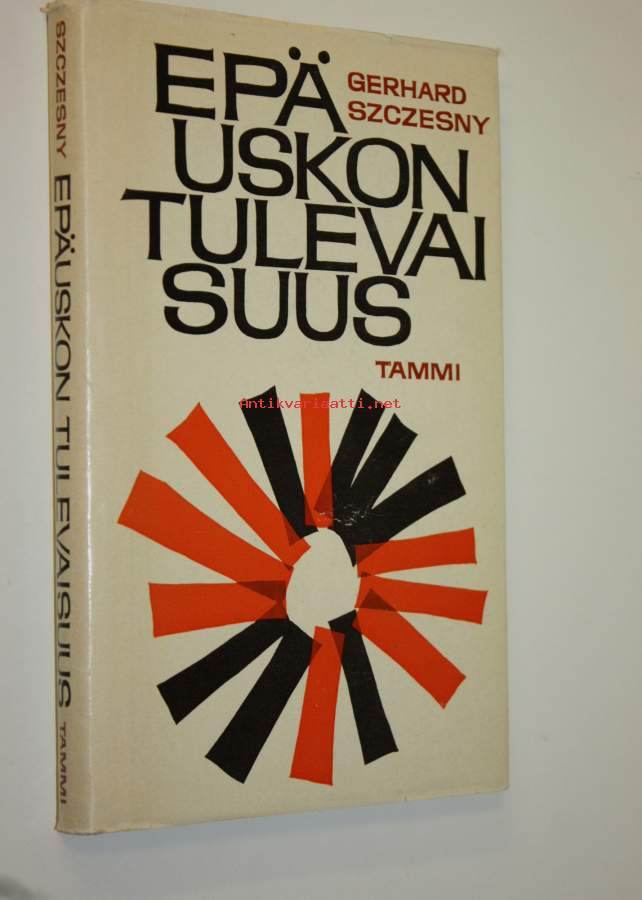 SZCZESNY EPÄUSKON TULEVAISUUS TAMMI
EPÄ
USKON
TULEVAI
SUUS
GERHARD
SZCZESNY
TAMMI
Antikvariaatti.net